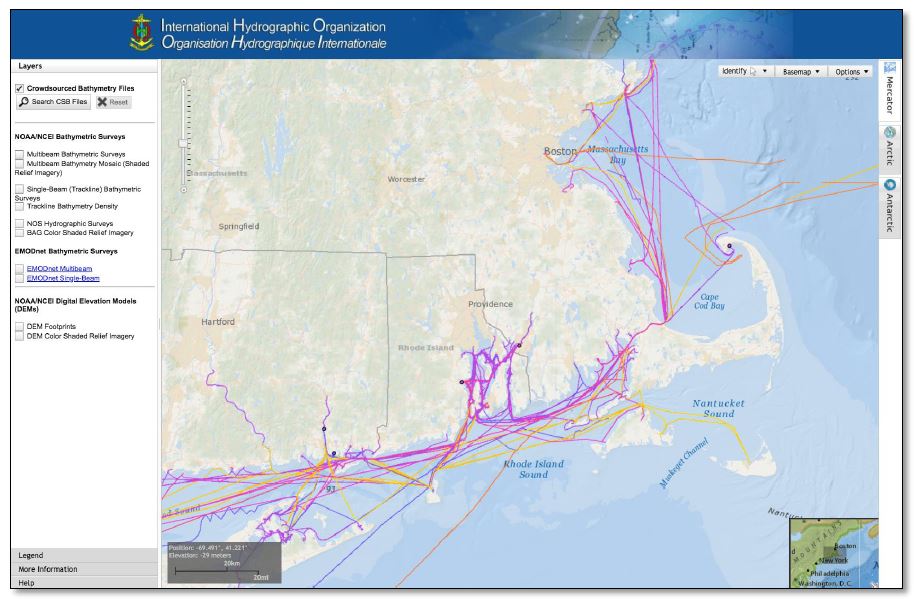 International Hydrographic Organization
Organisation Hydrographique Internationale
Layers
Crowdsourced Bathymetry Files
Search CSB Files
Reset
NOAA/NCEI Bathymetric Surveys
Multibeam Bathymetric Surveys
Multibeam Bathymetry Mosaic (Shaded
Relief Imagery)
Single-Beam (Trackline) Bathymetric
Surveys
Trackline Bathymetry Density
NOS Hydrographic Surveys
BAG Color Shaded Relief Imagery
EMODnet Bathymetric Surveys
EMODnet Multibeam
EMODnet Single-Beam
NOAA/NCEI Digital Elevation Models
(DEMs)
DEM Footprints
DEM Color Shaded Relief Imagery
Legend
More Information
Help
Identify
Basemap
Options
Mercator
Arctic
Antarctic
Boston
Massachusetts
Bay
Massachusetts
Worcester
Springfield
Cape
Cod Bay
Providence
Hartford
Rhode Island
Nantucket
Sound
Muskeget Channel
Rhode Island
Sound
93
nd Sound
Nantuc
Position: -69.491°, 41.221°
Elevation: -29 meters
20km
20mi
MOUNTAINS
Boston
New York
Philadelphia
Washington, D.C.